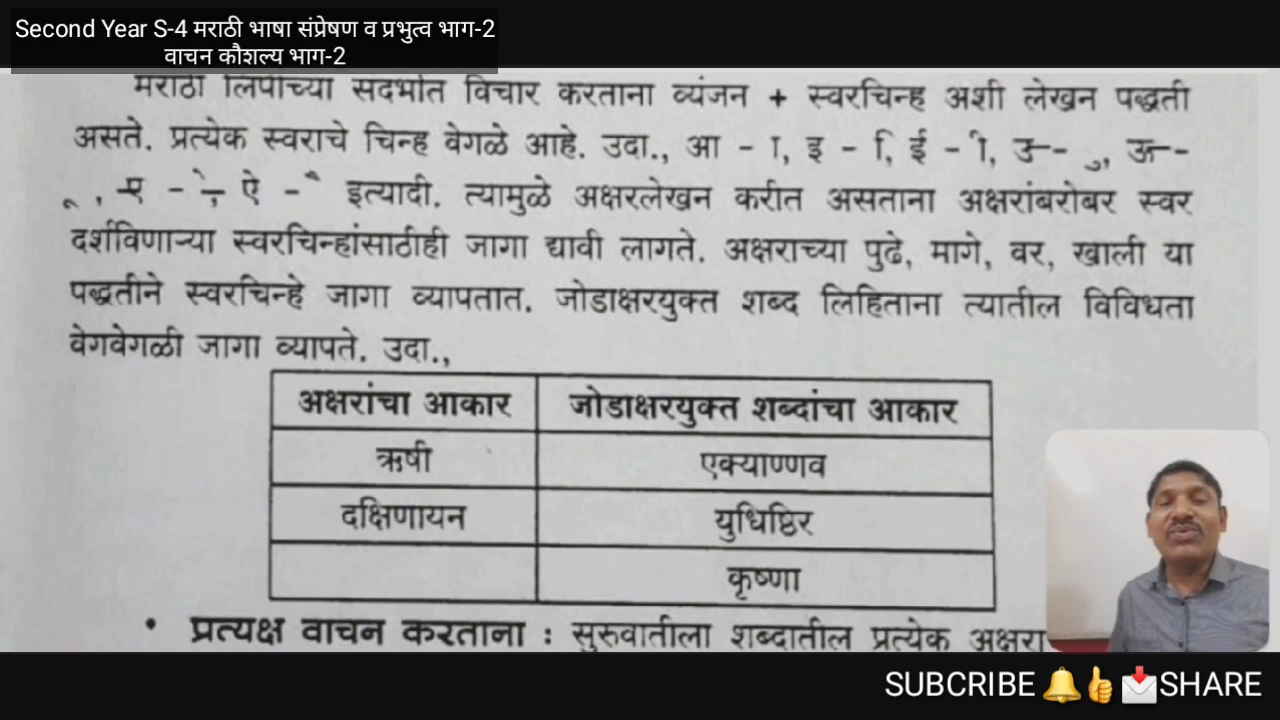 Second Year S-4 मराठी भाषा संप्रेषण व प्रभुत्व भाग-2
वाचन कौशल्य भाग-2
मराठी लिपीच्या संदर्भात विचार करताना व्यंजन + स्वरचिन्ह अशी लेखन पद्धती
असते. प्रत्येक स्वराचे चिन्ह वेगळे आहे. उदा., आ - ा, इ - ि, ई - ी, उ - ु, ऊ -
ू, ए - े, ऐ - ै इत्यादी. त्यामुळे अक्षरलेखन करीत असताना अक्षरांबरोबर स्वर
दर्शविणाऱ्या स्वरचिन्हांसाठीही जागा द्यावी लागते. अक्षराच्या पुढे, मागे, वर, खाली या
पद्धतीने स्वरचिन्हे जागा व्यापतात. जोडाक्षरयुक्त शब्द लिहिताना त्यातील विविधता
वेगवेगळी जागा व्यापते. उदा.,
अक्षरांचा आकार जोडाक्षरयुक्त शब्दांचा आकार
ऋषी एक्याण्णव
दक्षिणायन युधिष्ठिर
कृष्णा
• प्रत्यक्ष वाचन करताना : सुरुवातीला शब्दातील प्रत्येक अक्षरा
SUBCRIBE 🔔👍 📩SHARE